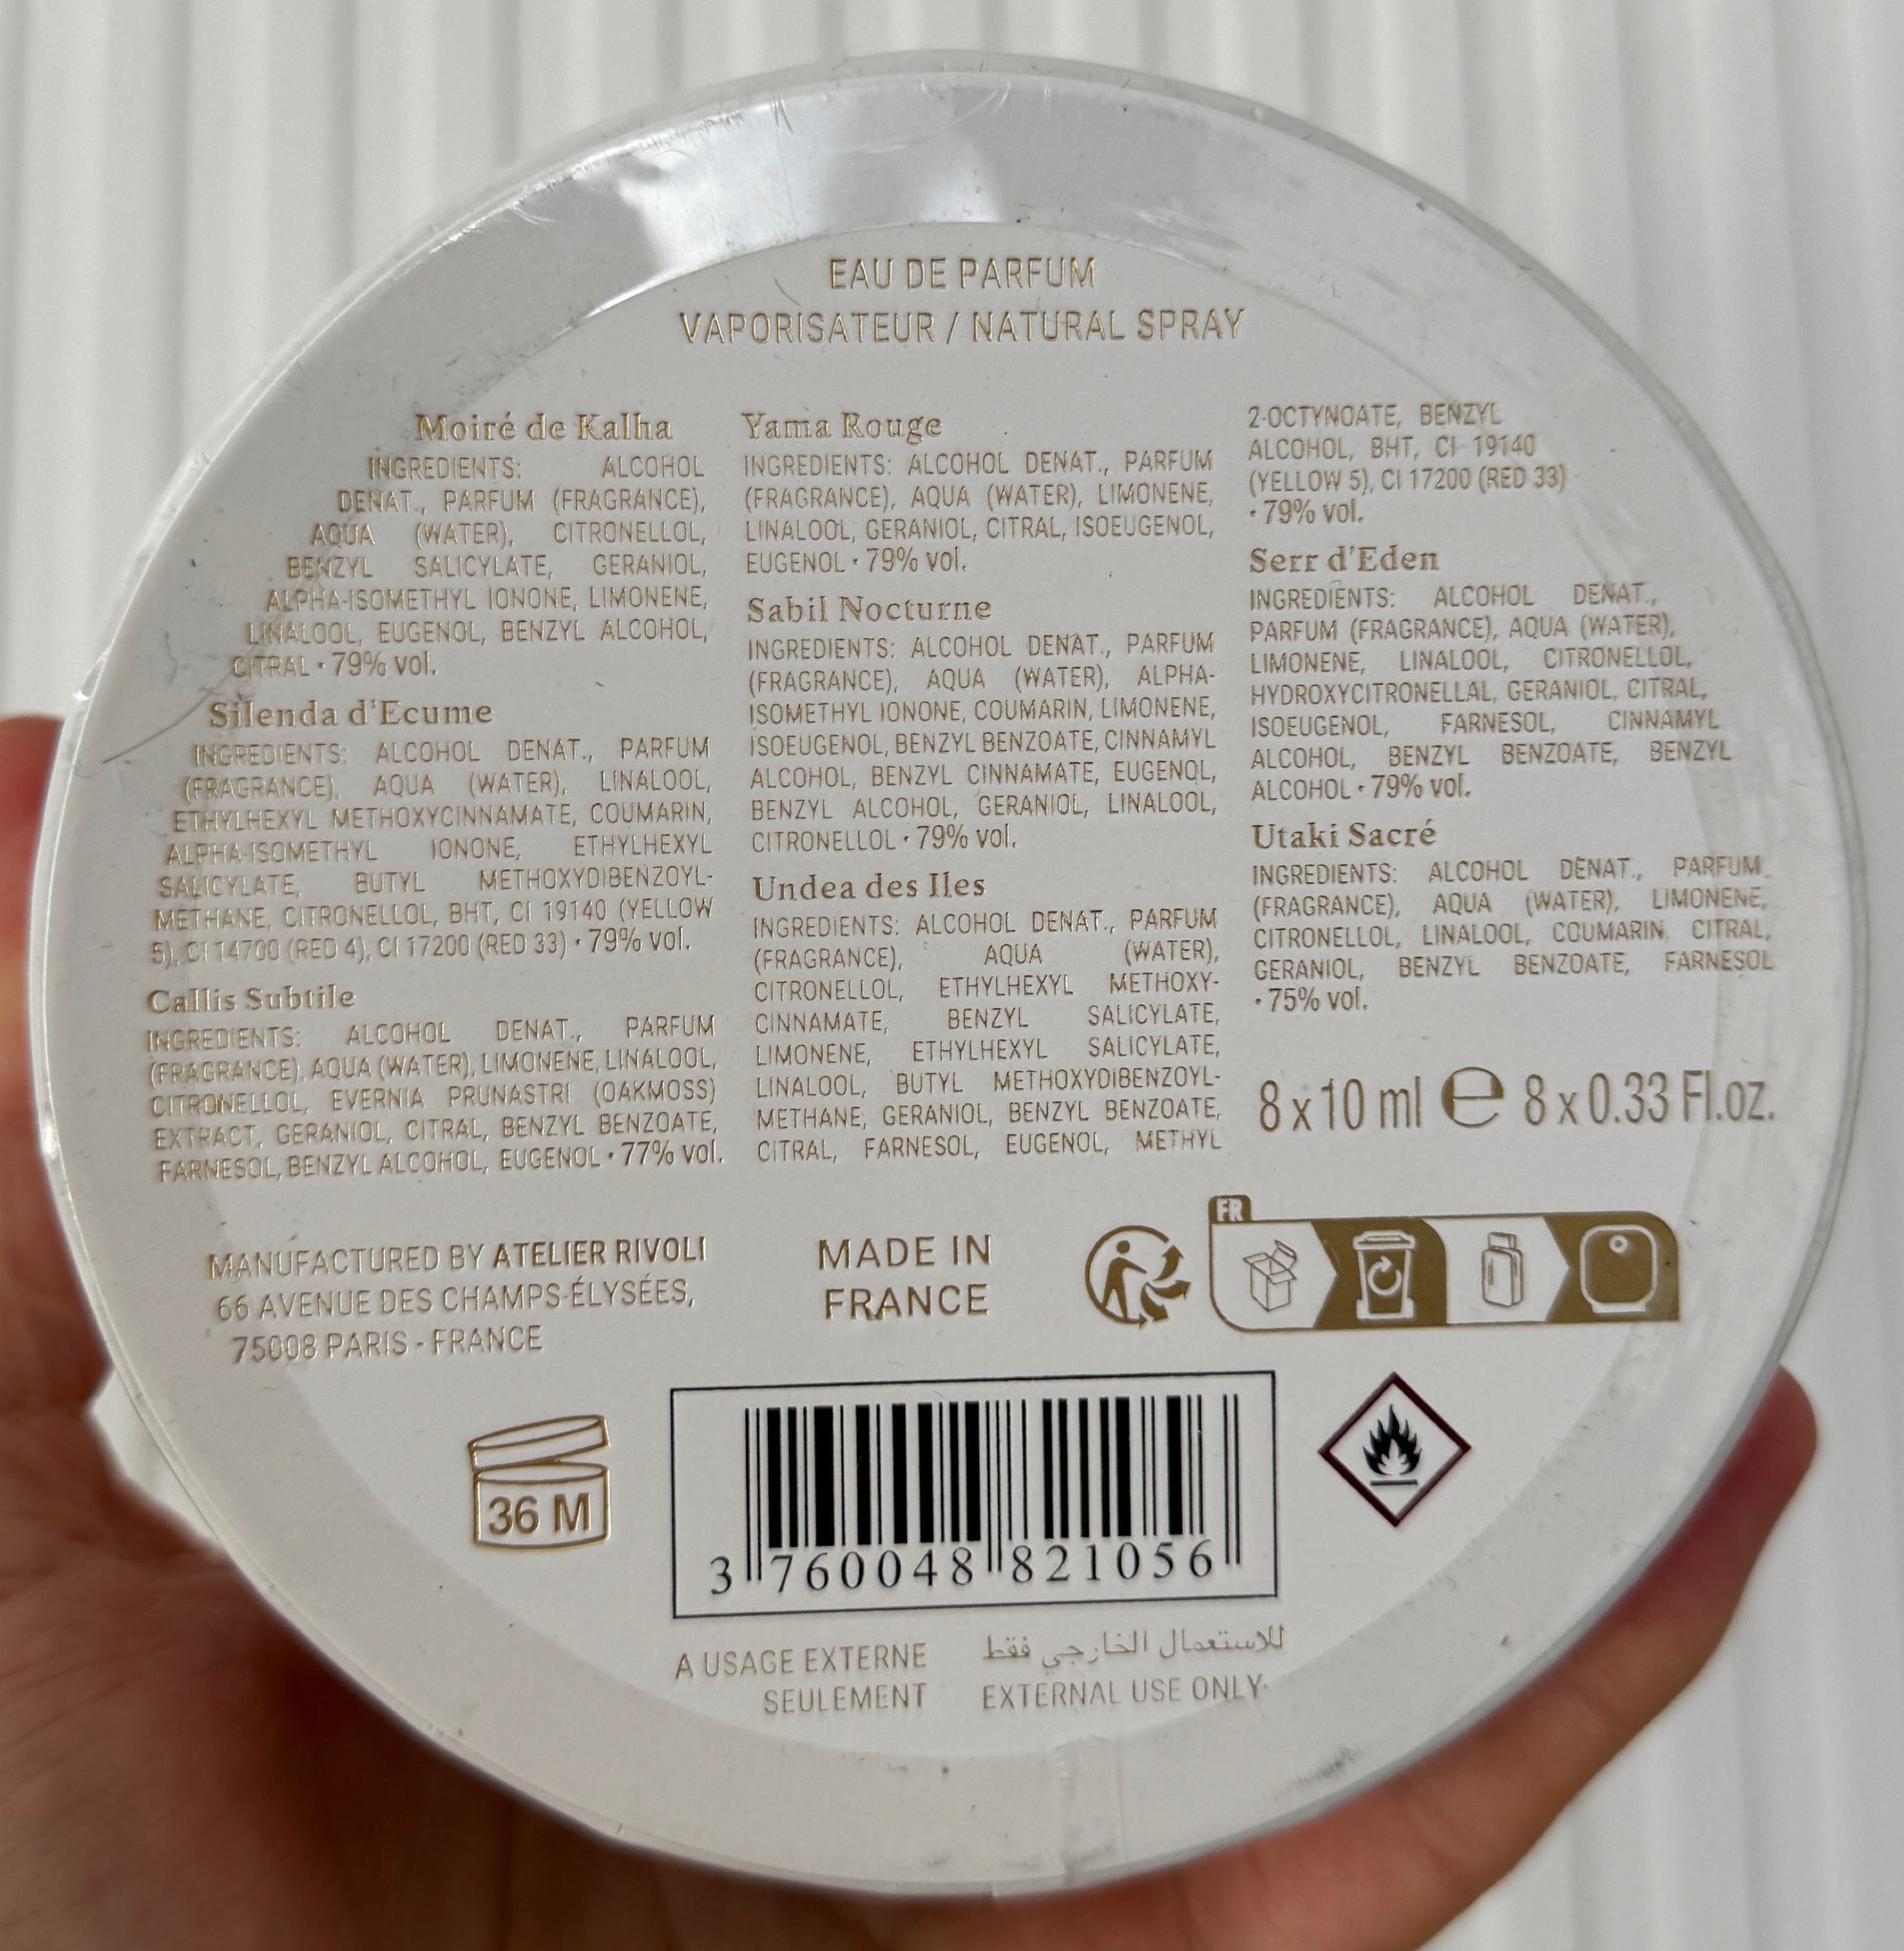 EAU DE PARFUM
VAPORISATEUR / NATURAL SPRAY
Moiré de Kalha
INGREDIENTS: ALCOHOL
DENAT., PARFUM (FRAGRANCE),
AQUA (WATER), CITRONELLOL,
BENZYL SALICYLATE, GERANIOL,
ALPHA-ISOMETHYL IONONE, LIMONENE,
LINALOOL, EUGENOL, BENZYL ALCOHOL,
CITRAL • 79% vol.
Silenda d'Ecume
INGREDIENTS: ALCOHOL DENAT., PARFUM
(FRAGRANCE), AQUA (WATER), LINALOOL,
ETHYLHEXYL METHOXYCINNAMATE, COUMARIN,
ALPHA-ISOMETHYL IONONE, ETHYLHEXYL
SALICYLATE, BUTYL METHOXYDIBENZOYL-
METHANE, CITRONELLOL, BHT, CI 19140 (YELLOW
5), CI 14700 (RED 4), CI 17200 (RED 33) • 79% vol.
Callis Subtile
INGREDIENTS: ALCOHOL DENAT., PARFUM
(FRAGRANCE), AQUA (WATER), LIMONENE, LINALOOL,
CITRONELLOL, EVERNIA PRUNASTRI (OAKMOSS)
EXTRACT, GERANIOL, CITRAL, BENZYL BENZOATE,
FARNESOL, BENZYL ALCOHOL, EUGENOL • 77% vol.
Yama Rouge
INGREDIENTS: ALCOHOL DENAT., PARFUM
(FRAGRANCE), AQUA (WATER), LIMONENE,
LINALOOL, GERANIOL, CITRAL, ISOEUGENOL,
EUGENOL • 79% vol.
Sabil Nocturne
INGREDIENTS: ALCOHOL DENAT., PARFUM
(FRAGRANCE), AQUA (WATER), ALPHA-
ISOMETHYL IONONE, COUMARIN, LIMONENE,
ISOEUGENOL, BENZYL BENZOATE, CINNAMYL
ALCOHOL, BENZYL CINNAMATE, EUGENOL,
BENZYL ALCOHOL, GERANIOL, LINALOOL,
CITRONELLOL • 79% vol.
Undea des Iles
INGREDIENTS: ALCOHOL DENAT., PARFUM
(FRAGRANCE), AQUA (WATER),
CITRONELLOL, ETHYLHEXYL METHOXY-
CINNAMATE, BENZYL SALICYLATE,
LIMONENE, ETHYLHEXYL SALICYLATE,
LINALOOL, BUTYL METHOXYDIBENZOYL-
METHANE, GERANIOL, BENZYL BENZOATE,
CITRAL, FARNESOL, EUGENOL, METHYL
2-OCTYNOATE, BENZYL
ALCOHOL, BHT, CI 19140
(YELLOW 5), CI 17200 (RED 33)
• 79% vol.
Serr d'Eden
INGREDIENTS: ALCOHOL DENAT.,
PARFUM (FRAGRANCE), AQUA (WATER),
LIMONENE, LINALOOL, CITRONELLOL,
HYDROXYCITRONELLAL, GERANIOL, CITRAL,
ISOEUGENOL, FARNESOL, CINNAMYL
ALCOHOL, BENZYL BENZOATE, BENZYL
ALCOHOL • 79% vol.
Utaki Sacré
INGREDIENTS: ALCOHOL DENAT., PARFUM
(FRAGRANCE), AQUA (WATER), LIMONENE,
CITRONELLOL, LINALOOL, COUMARIN, CITRAL,
GERANIOL, BENZYL BENZOATE, FARNESOL
• 75% vol.
8 x 10 ml e 8 x 0.33 Fl.oz.
MANUFACTURED BY ATELIER RIVOLI
66 AVENUE DES CHAMPS-ÉLYSÉES,
75008 PARIS - FRANCE
MADE IN
FRANCE
FR
36 M
3 760048 821056
A USAGE EXTERNE
SEULEMENT
للاستعمال الخارجي فقط
EXTERNAL USE ONLY